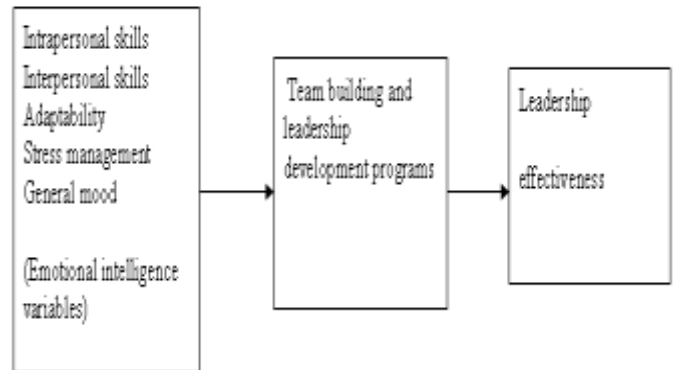 Intrapersonal skills
Interpersonal skills
Adaptability
Stress management
General mood
(Emotional intelligence
variables)
Team building and
leadership
development programs
Leadership
effectiveness